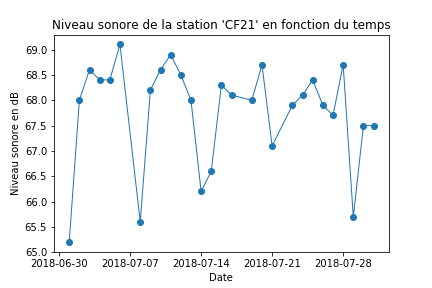 Niveau sonore de la station 'CF21' en fonction du temps
Niveau sonore en dB
69.0
68.5
68.0
67.5
67.0
66.5
66.0
65.5
65.0
2018-06-30 2018-07-07 2018-07-14 2018-07-21 2018-07-28
Date